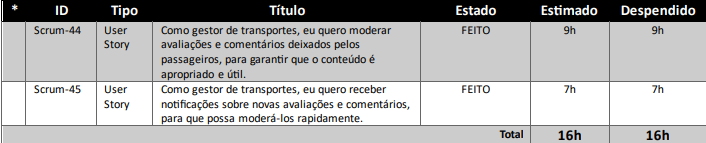 * ID Tipo Título Estado Estimado Despendido
Scrum-44 User Story Como gestor de transportes, eu quero moderar avaliações e comentários deixados pelos passageiros, para garantir que o conteúdo é apropriado e útil. FEITO 9h 9h
Scrum-45 User Story Como gestor de transportes, eu quero receber notificações sobre novas avaliações e comentários, para que possa moderá-los rapidamente. FEITO 7h 7h
Total 16h 16h